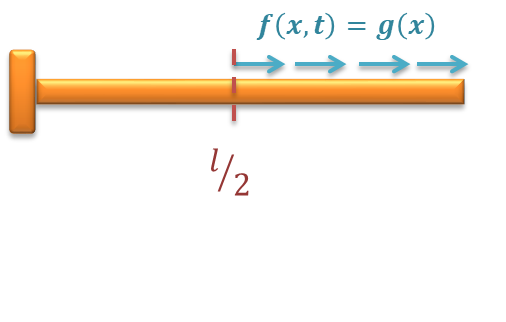 f(x,t) = g(x)
l/2